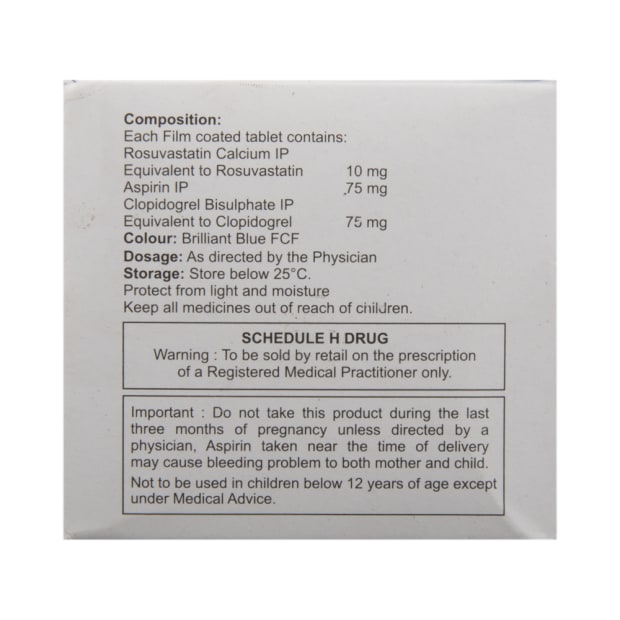 Composition:
Each Film coated tablet contains:
Rosuvastatin Calcium IP
Equivalent to Rosuvastatin 10 mg
Aspirin IP 75 mg
Clopidogrel Bisulphate IP
Equivalent to Clopidogrel 75 mg
Colour: Brilliant Blue FCF
Dosage: As directed by the Physician
Storage: Store below 25°C.
Protect from light and moisture
Keep all medicines out of reach of children.
SCHEDULE H DRUG
Warning : To be sold by retail on the prescription
of a Registered Medical Practitioner only.
Important : Do not take this product during the last
three months of pregnancy unless directed by a
physician, Aspirin taken near the time of delivery
may cause bleeding problem to both mother and child.
Not to be used in children below 12 years of age except
under Medical Advice.